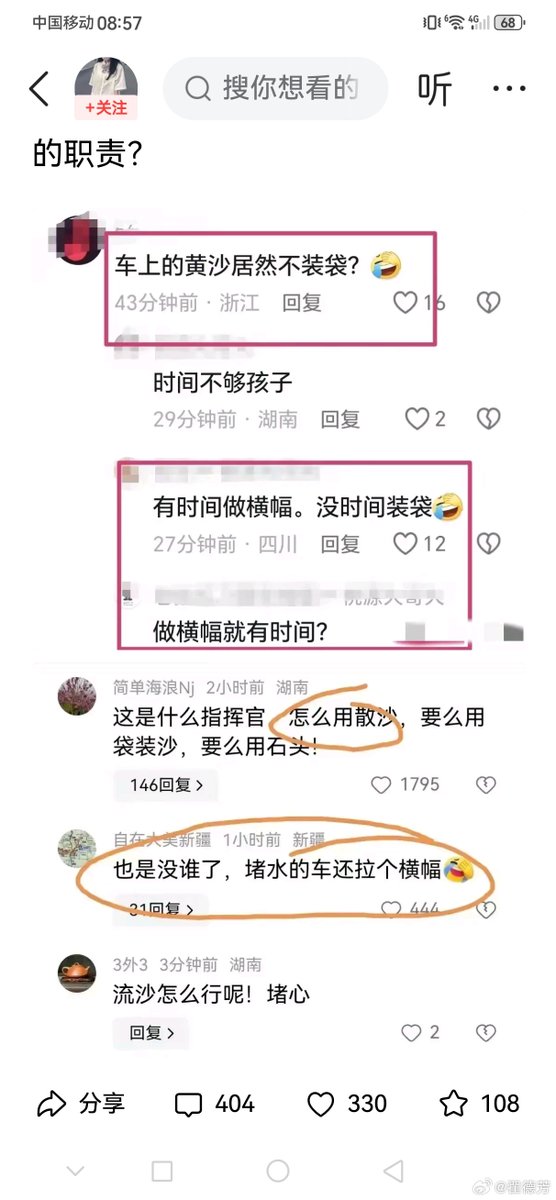 中国移动 08:57
6 4G 68
+关注
搜你想看的
听
的职责？
车上的黄沙居然不装袋？
43分钟前·浙江 回复 16
时间不够孩子
29分钟前·湖南 回复 2
有时间做横幅。没时间装袋
27分钟前·四川 回复 12
做横幅就有时间？
简单海浪Nj 2小时前 湖南
这是什么指挥官 怎么用散沙，要么用
袋装沙，要么用石头！
146回复 1795
自在大美新疆 1小时前 新疆
也是没谁了，堵水的车还拉个横幅
31回复 444
3外3 3分钟前 湖南
流沙怎么行呢！堵心
回复 2
分享 404 330 108
@翟德芳